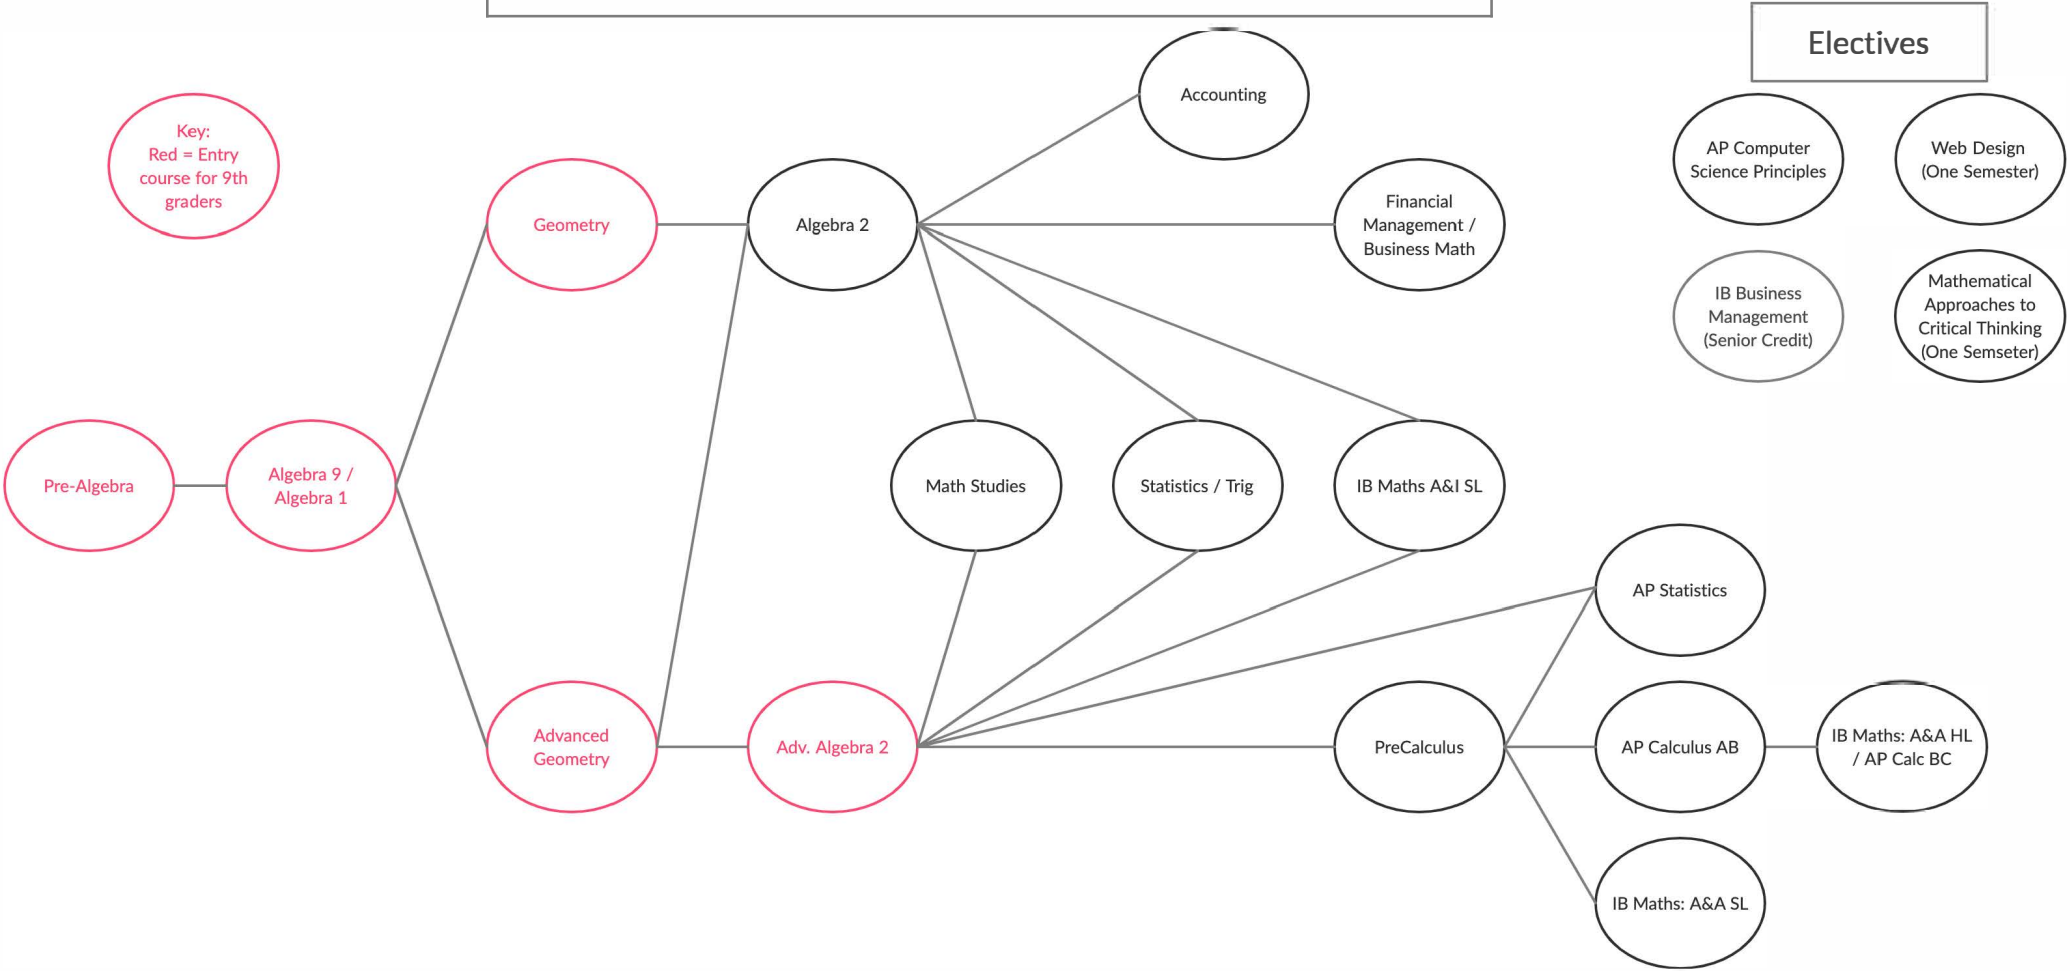 Electives
Accounting
Key:
Red = Entry
course for 9th
graders
AP Computer
Science Principles
Web Design
(One Semester)
Geometry
Algebra 2
Financial
Management /
Business Math
IB Business
Management
(Senior Credit)
Mathematical
Approaches to
Critical Thinking
(One Semseter)
Pre-Algebra
Algebra 9 /
Algebra 1
Math Studies
Statistics / Trig
IB Maths A&I SL
AP Statistics
Advanced
Geometry
Adv. Algebra 2
PreCalculus
AP Calculus AB
IB Maths: A&A HL
/ AP Calc BC
IB Maths: A&A SL